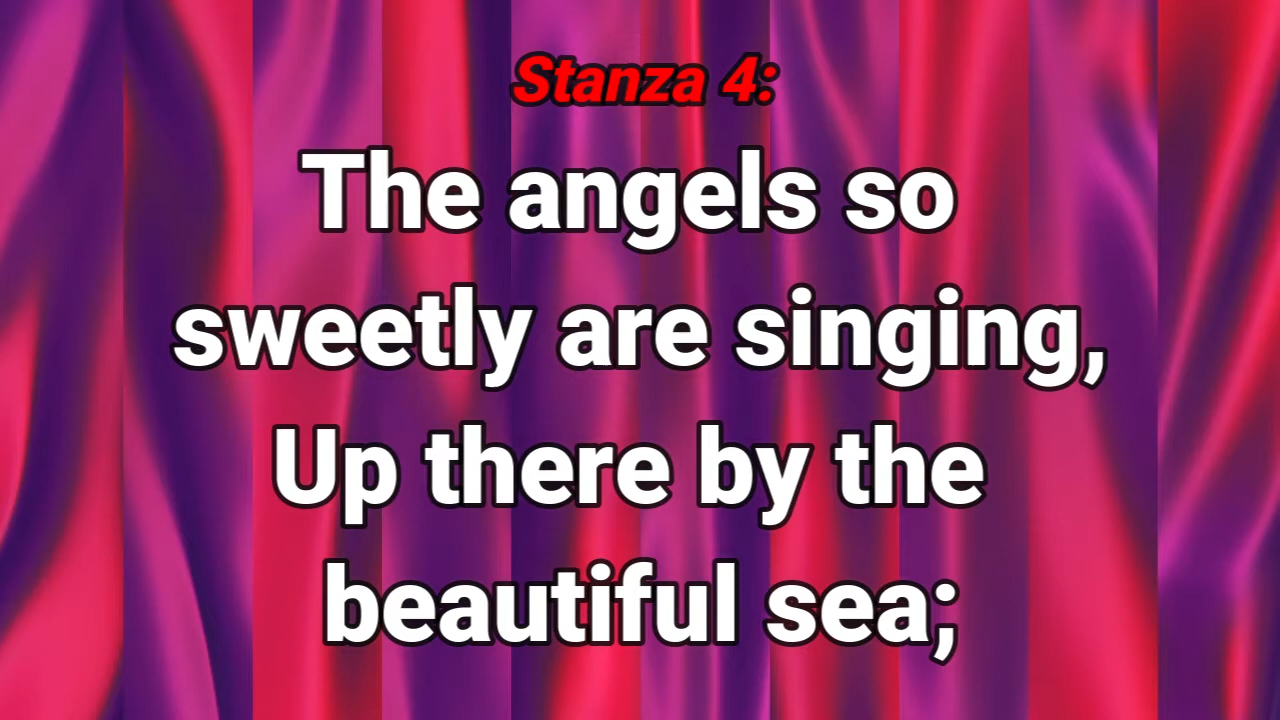 Stanza 4:
The angels so
sweetly are singing,
Up there by the
beautiful sea;